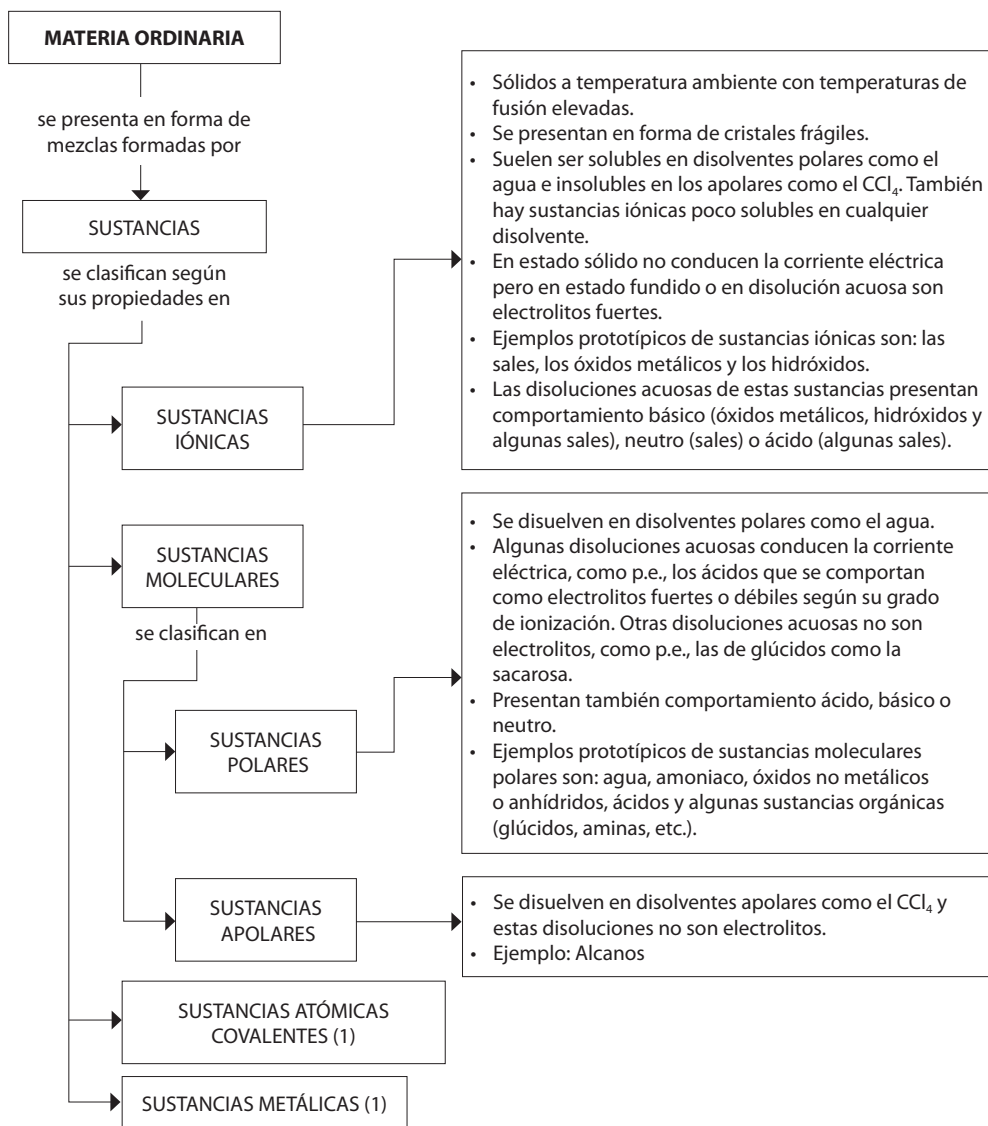 MATERIA ORDINARIA
se presenta en forma de
mezclas formadas por
SUSTANCIAS
se clasifican según
sus propiedades en
SUSTANCIAS
IÓNICAS
• Sólidos a temperatura ambiente con temperaturas de
fusión elevadas.
• Se presentan en forma de cristales frágiles.
• Suelen ser solubles en disolventes polares como el
agua e insolubles en los apolares como el CCl₄. También
hay sustancias iónicas poco solubles en cualquier
disolvente.
• En estado sólido no conducen la corriente eléctrica
pero en estado fundido o en disolución acuosa son
electrolitos fuertes.
• Ejemplos prototípicos de sustancias iónicas son: las
sales, los óxidos metálicos y los hidróxidos.
• Las disoluciones acuosas de estas sustancias presentan
comportamiento básico (óxidos metálicos, hidróxidos y
algunas sales), neutro (sales) o ácido (algunas sales).
SUSTANCIAS
MOLECULARES
se clasifican en
SUSTANCIAS
POLARES
• Se disuelven en disolventes polares como el agua.
• Algunas disoluciones acuosas conducen la corriente
eléctrica, como p.e., los ácidos que se comportan
como electrolitos fuertes o débiles según su grado
de ionización. Otras disoluciones acuosas no son
electrolitos, como p.e., las de glúcidos como la
sacarosa.
• Presentan también comportamiento ácido, básico o
neutro.
• Ejemplos prototípicos de sustancias moleculares
polares son: agua, amoniaco, óxidos no metálicos
o anhídridos, ácidos y algunas sustancias orgánicas
(glúcidos, aminas, etc.).
SUSTANCIAS
APOLARES
• Se disuelven en disolventes apolares como el CCl₄ y
estas disoluciones no son electrolitos.
• Ejemplo: Alcanos
SUSTANCIAS ATÓMICAS
COVALENTES (1)
SUSTANCIAS METÁLICAS (1)